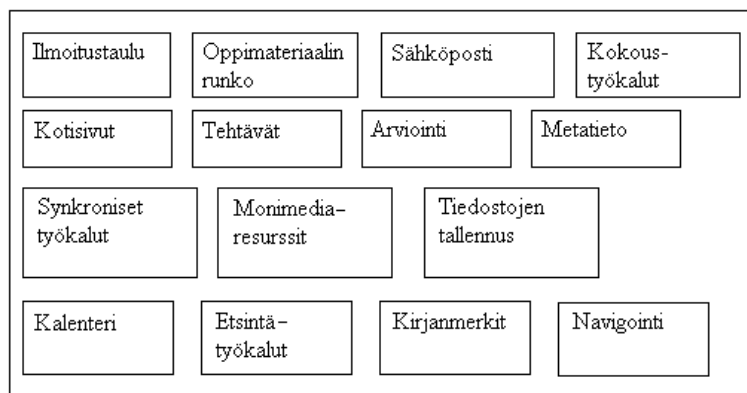 Ilmoitustaulu
Oppimateriaalin
runko
Sähköposti
Kokous-
työkalut
Kotisivut
Tehtävät
Arviointi
Metatieto
Synkroniset
työkalut
Monimedia-
resurssit
Tiedostojen
tallennus
Kalenteri
Etsintä-
työkalut
Kirjanmerkit
Navigointi